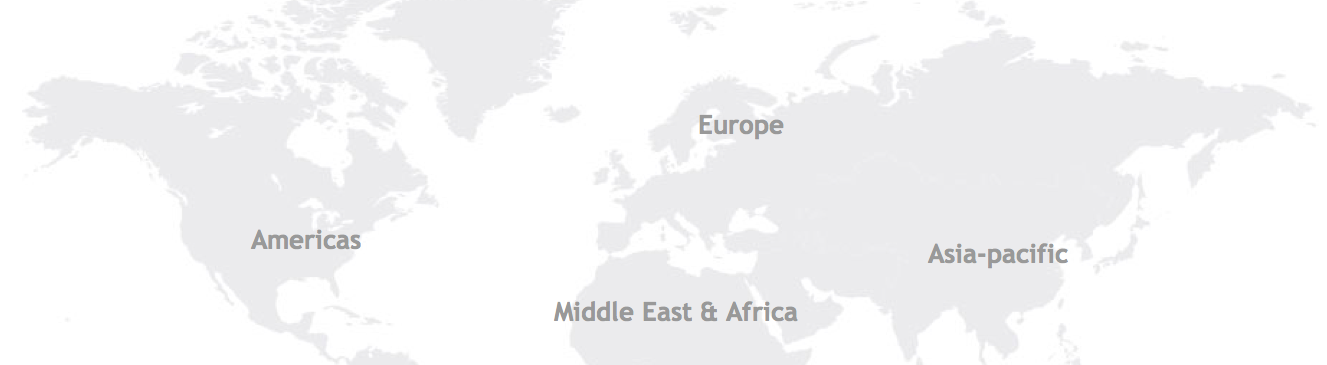 Europe
Americas
Asia-pacific
Middle East & Africa